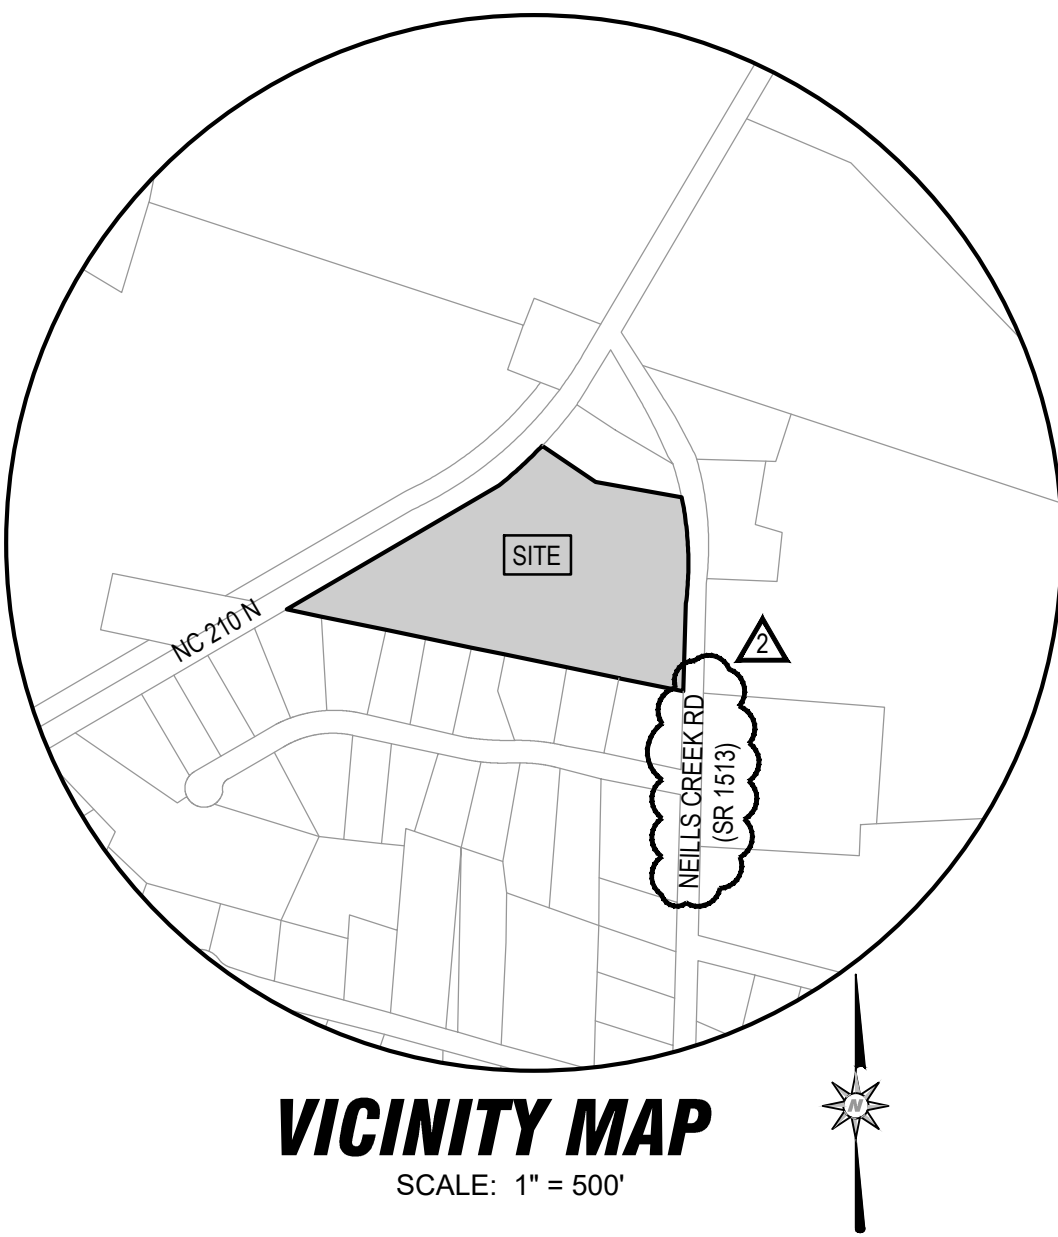 SITE
NC 210 N
2
NEILLS CREEK RD
(SR 1513)
VICINITY MAP
N
SCALE: 1" = 500'